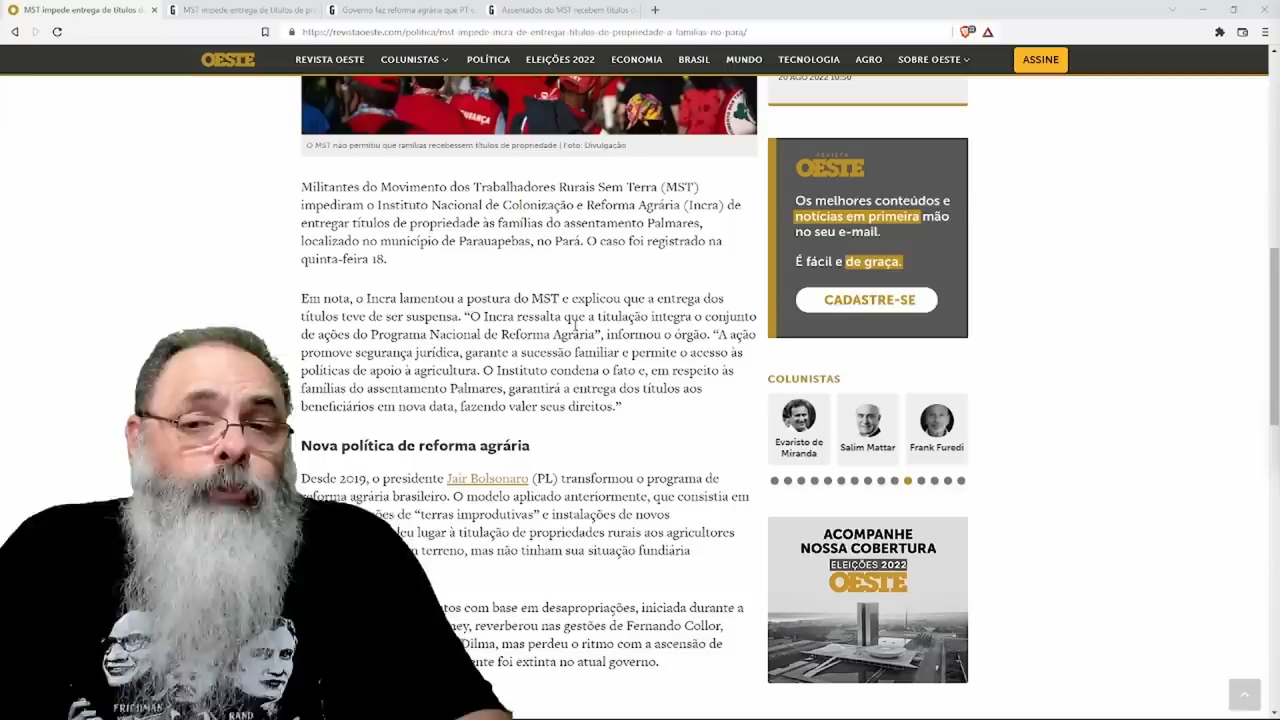 MST impede entrega de títulos d
MST impede entrega de títulos de pr
Governo faz reforma agrária que PT
Assentados do MST recebem títulos
https://revistaoeste.com/politica/mst-impede-incra-de-entregar-titulos-de-propriedade-a-familias-no-para/
OESTE
REVISTA OESTE
COLUNISTAS
POLÍTICA
ELEIÇÕES 2022
ECONOMIA
BRASIL
MUNDO
TECNOLOGIA
AGRO
SOBRE OESTE
ASSINE
20 AGO 2022 10:50
O MST não permitiu que famílias recebessem títulos de propriedade | Foto: Divulgação
Militantes do Movimento dos Trabalhadores Rurais Sem Terra (MST)
impediram o Instituto Nacional de Colonização e Reforma Agrária (Incra) de
entregar títulos de propriedade às famílias do assentamento Palmares,
localizado no município de Parauapebas, no Pará. O caso foi registrado na
quinta-feira 18.
Em nota, o Incra lamentou a postura do MST e explicou que a entrega dos
títulos teve de ser suspensa. “O Incra ressalta que a titulação integra o conjunto
de ações do Programa Nacional de Reforma Agrária”, informou o órgão. “A ação
promove segurança jurídica, garante a sucessão familiar e permite o acesso às
políticas de apoio à agricultura. O Instituto condena o fato e, em respeito às
famílias do assentamento Palmares, garantirá a entrega dos títulos aos
beneficiários em nova data, fazendo valer seus direitos.”
Nova política de reforma agrária
Desde 2019, o presidente Jair Bolsonaro (PL) transformou o programa de
reforma agrária brasileiro. O modelo aplicado anteriormente, que consistia em
ções de “terras improdutivas” e instalações de novos
deu lugar à titulação de propriedades rurais aos agricultores
m terreno, mas não tinham sua situação fundiária
tos com base em desapropriações, iniciada durante a
ney, reverberou nas gestões de Fernando Collor,
Dilma, mas perdeu o ritmo com a ascensão de
nte foi extinta no atual governo.
REVISTA
OESTE
Os melhores conteúdos e
notícias em primeira mão
no seu e-mail.
É fácil e de graça.
CADASTRE-SE
COLUNISTAS
Evaristo de
Miranda
Salim Mattar
Frank Furedi
ACOMPANHE
NOSSA COBERTURA
ELEIÇÕES 2022
OESTE
FRIEDMAN
RAND